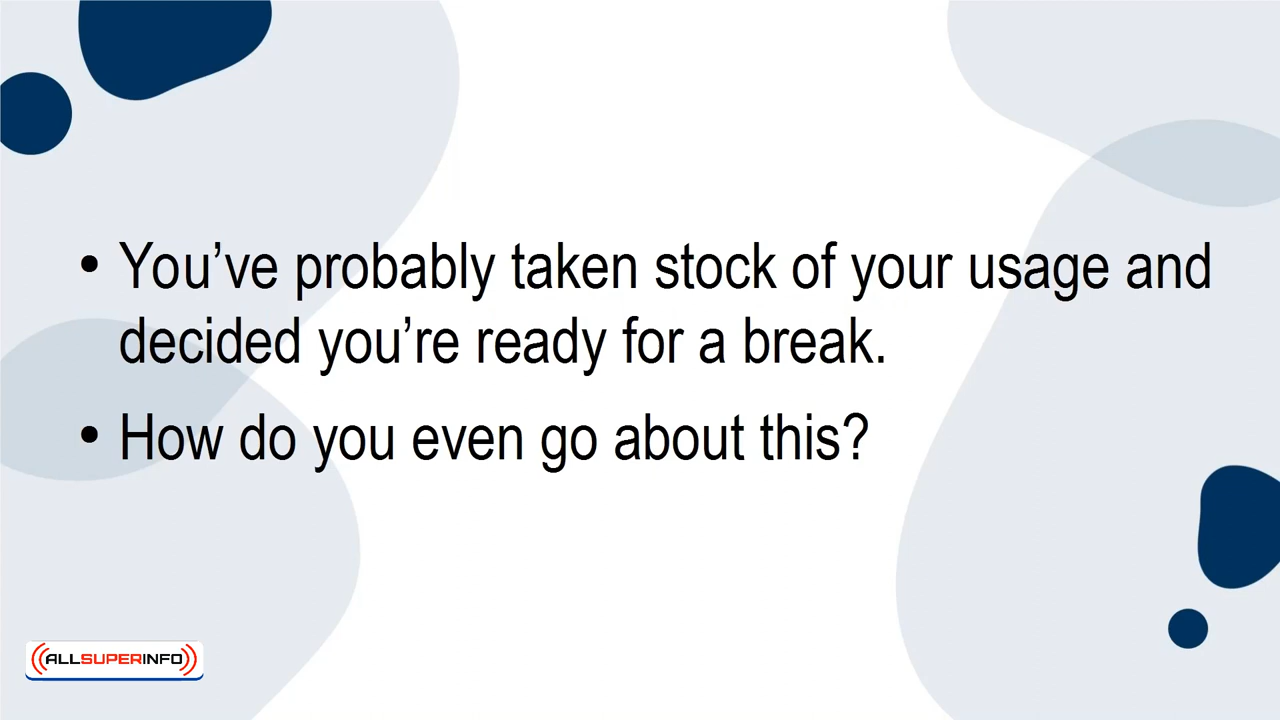 • You’ve probably taken stock of your usage and
decided you’re ready for a break.
• How do you even go about this?
ALLSUPERINFO